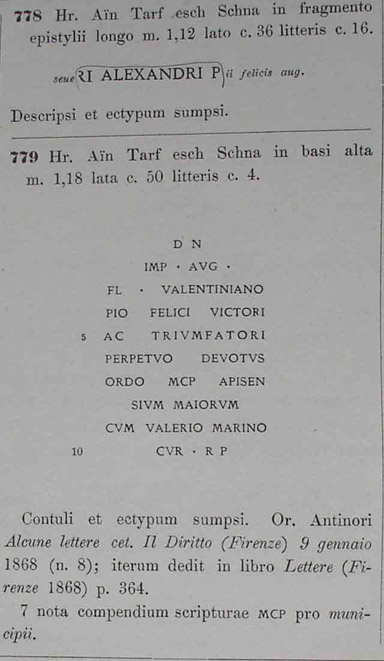 778 Hr. Aïn Tarf esch Schna in fragmento
epistylii longo m. 1,12 lato c. 36 litteris c. 16.
seueRI ALEXANDRI Pii felicis aug.
Descripsi et ectypum sumpsi.
779 Hr. Aïn Tarf esch Schna in basi alta
m. 1,18 lata c. 50 litteris c. 4.
D N
IMP · AVG ·
FL · VALENTINIANO
PIO FELICI VICTORI
5 AC TRIVMFATORI
PERPETVO DEVOTVS
ORDO MCP APISEN
SIVM MAIORVM
CVM VALERIO MARINO
10 CVR · R P
Contuli et ectypum sumpsi. Or. Antinori
Alcune lettere cet. Il Diritto (Firenze) 9 gennaio
1868 (n. 8); iterum dedit in libro Lettere (Fi-
renze 1868) p. 364.
7 nota compendium scripturae MCP pro muni-
cipii.